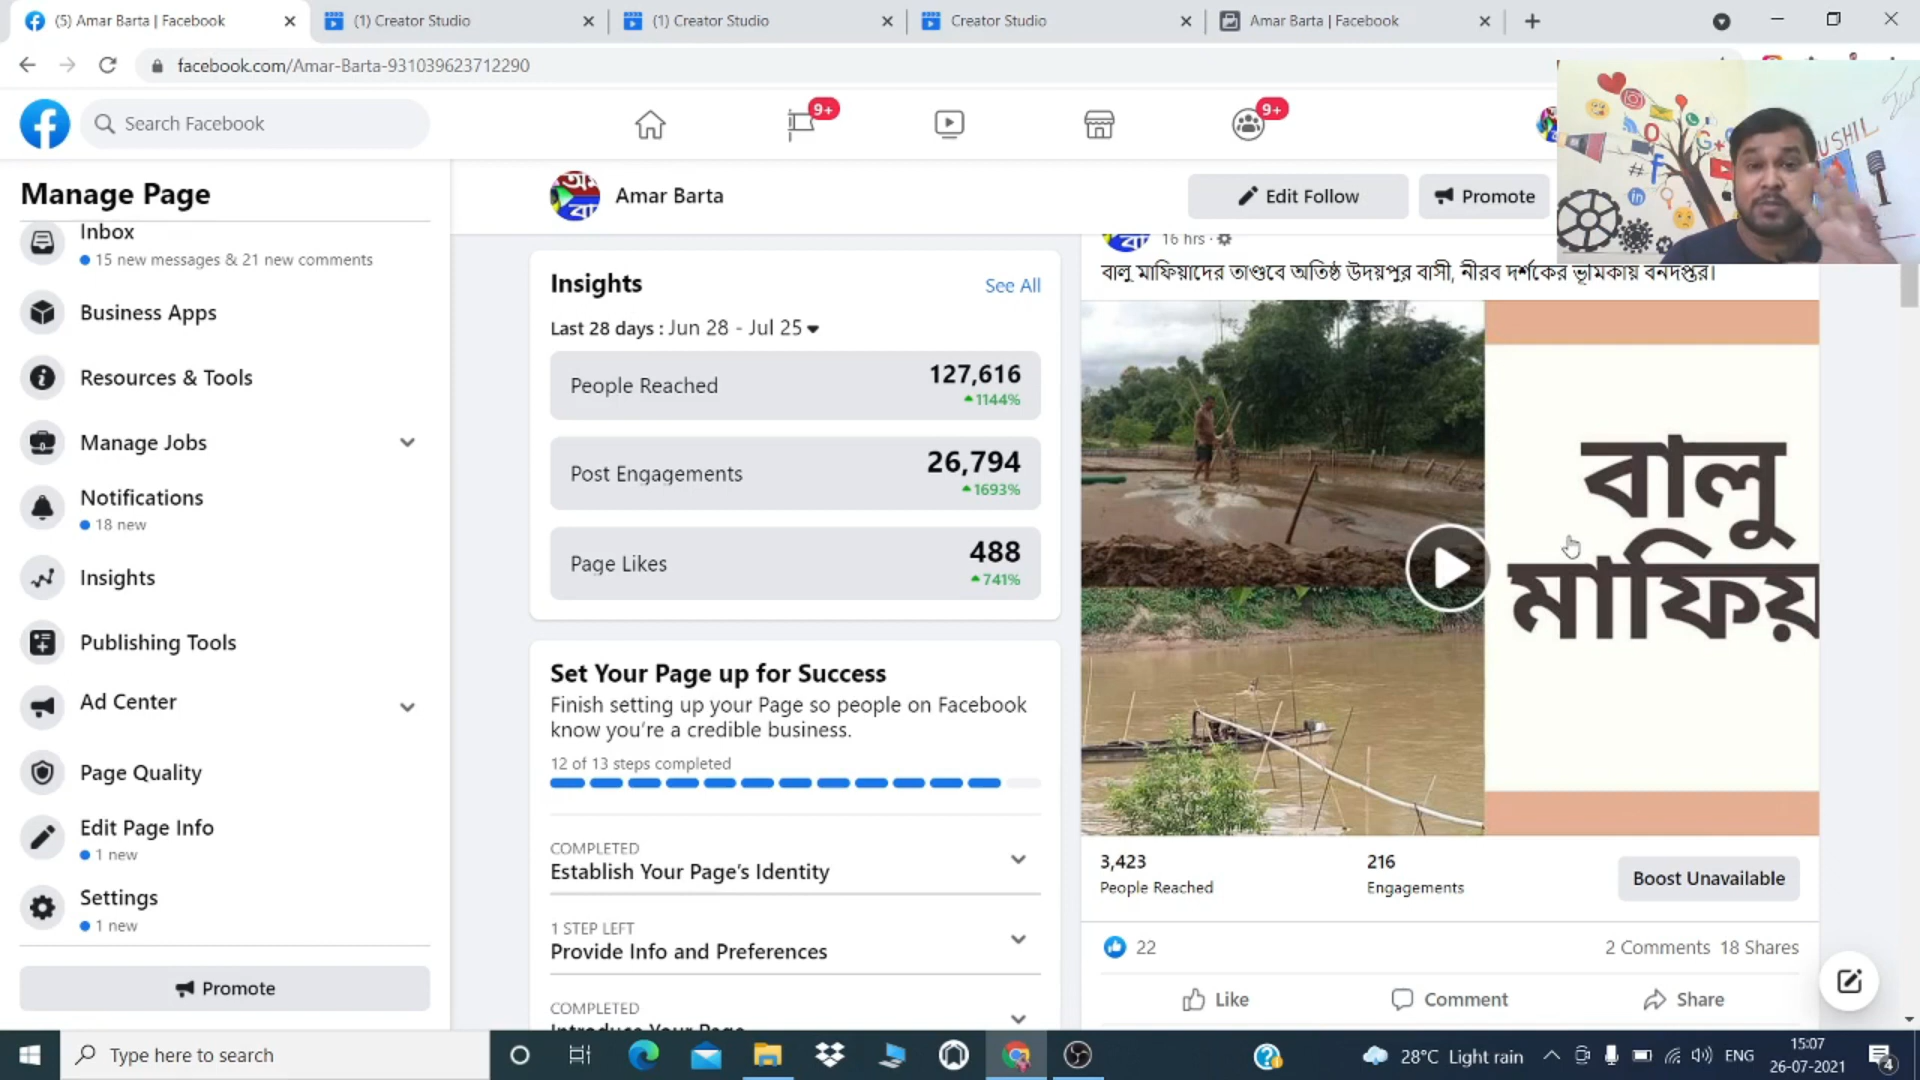 (5) Amar Barta | Facebook
(1) Creator Studio
(1) Creator Studio
Creator Studio
Amar Barta | Facebook
facebook.com/Amar-Barta-931039623712290
Search Facebook
9+
9+
USHIL
Manage Page
Inbox
15 new messages & 21 new comments
Business Apps
Resources & Tools
Manage Jobs
Notifications
18 new
Insights
Publishing Tools
Ad Center
Page Quality
Edit Page Info
1 new
Settings
1 new
Promote
Amar Barta
Edit Follow
Promote
Insights
See All
Last 28 days : Jun 28 - Jul 25
People Reached
127,616
1144%
Post Engagements
26,794
1693%
Page Likes
488
741%
Set Your Page up for Success
Finish setting up your Page so people on Facebook
know you're a credible business.
12 of 13 steps completed
COMPLETED
Establish Your Page's Identity
1 STEP LEFT
Provide Info and Preferences
COMPLETED
Introduce Your Page
16 hrs ·
বালু মাফিয়াদের তাণ্ডবে অতিষ্ঠ উদয়পুর বাসী, নীরব দর্শকের ভূমিকায় বনদপ্তর।
বালু
মাফিয়
3,423
People Reached
216
Engagements
Boost Unavailable
22
2 Comments 18 Shares
Like
Comment
Share
Type here to search
28°C Light rain
ENG
15:07
26-07-2021
4